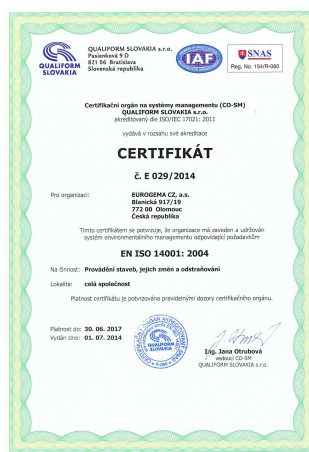 QUALIFORM SLOVAKIA s.r.o.
Pasienková 9 D
821 06 Bratislava
Slovenská republika
QUALIFORM
SLOVAKIA
IAF
SNAS
Reg. No. 154/R-060
Certifikační orgán na systémy managementu (CO-SM)
QUALIFORM SLOVAKIA s.r.o.
akreditovaný dle ISO/IEC 17021: 2011
vydává v rozsahu své akreditace
CERTIFIKÁT
č. E 029/2014
Pro organizaci: EUROGEMA CZ, a.s.
Blanická 917/19
772 00 Olomouc
Česká republika
Tímto certifikátem se potvrzuje, že organizace má zaveden a udržován
systém environmentálního managementu odpovídající požadavkům
EN ISO 14001: 2004
Na činnost: Provádění staveb, jejich změn a odstraňování
Lokalita: celá společnost
Platnost certifikátu je potvrzována pravidelnými dozory certifikačního orgánu.
Platnost do: 30. 06. 2017
Vydán dne: 01. 07. 2014
QUALIFORM
SLOVAKIA
Ing. Jana Otrubová
vedoucí CO-SM
QUALIFORM SLOVAKIA s.r.o.